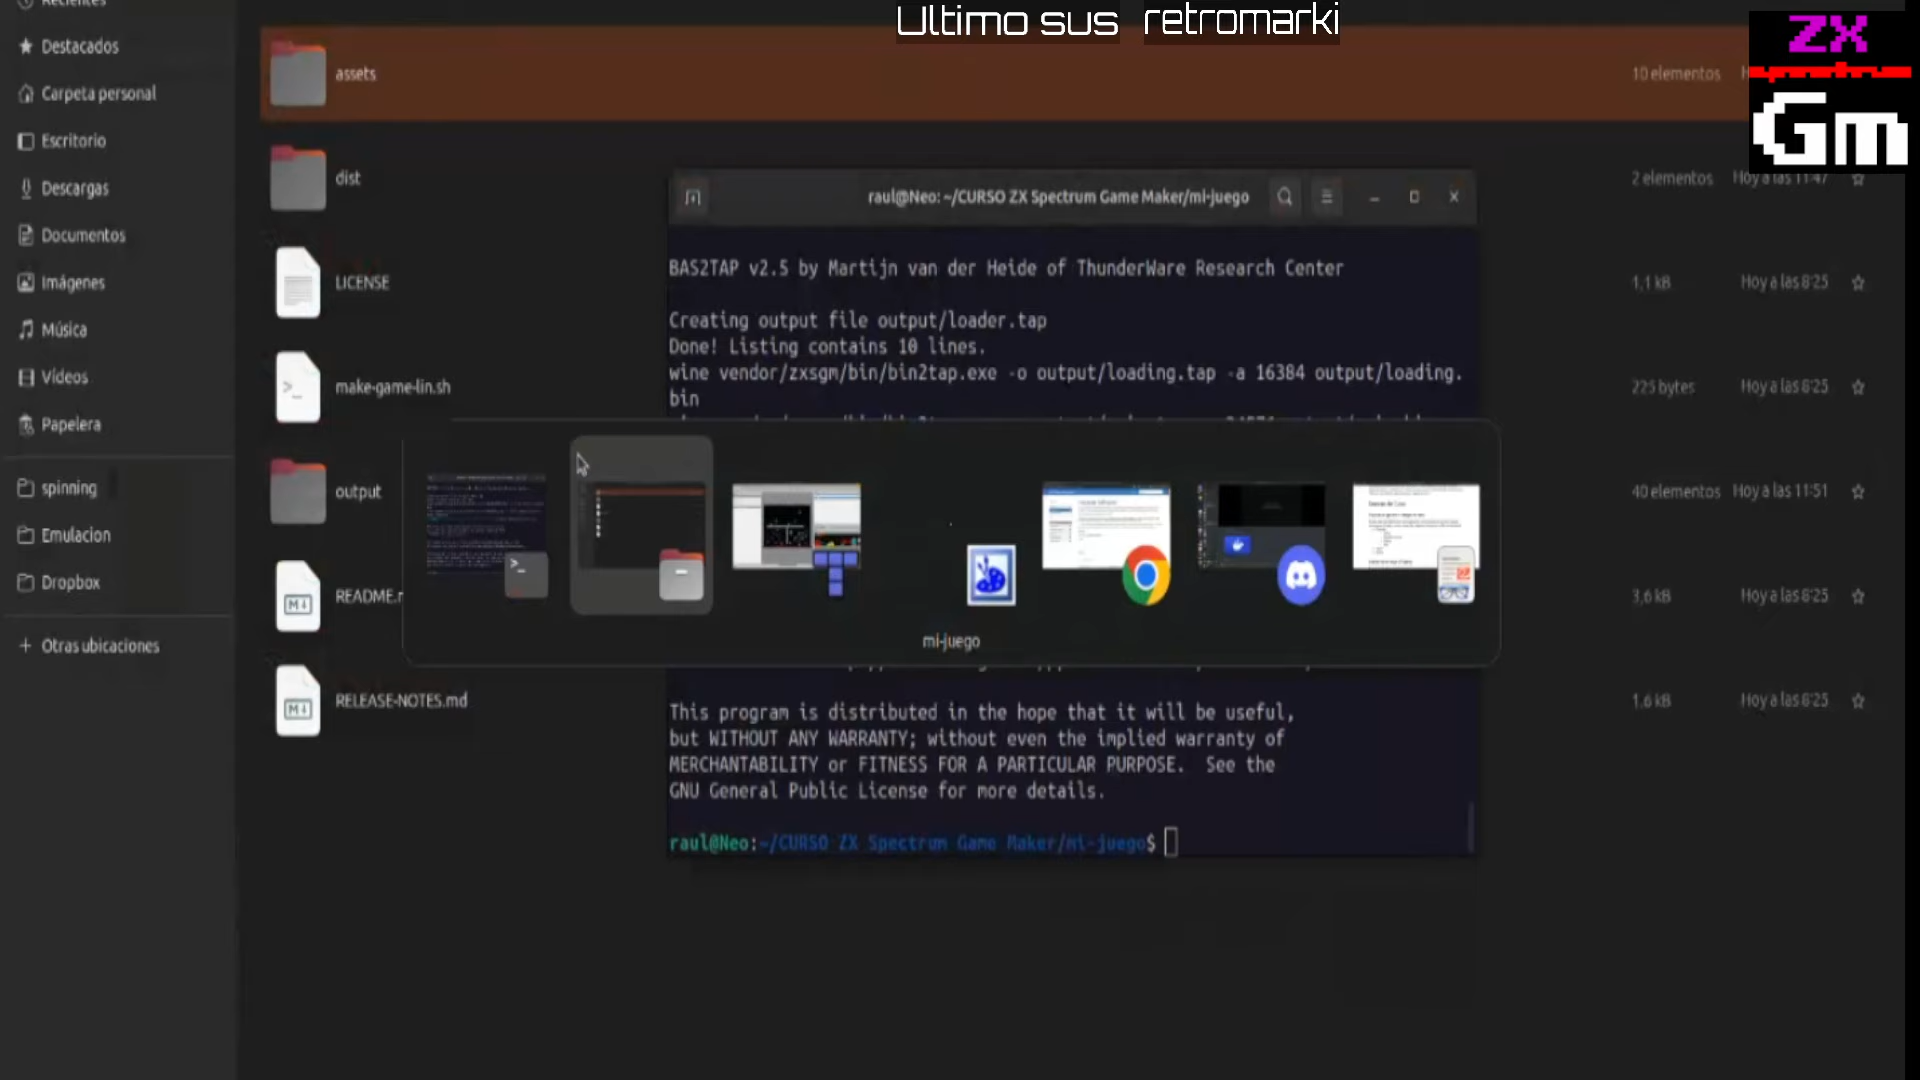 Ultimo sus retromarki
ZX
Gm
Recientes
Destacados
Carpeta personal
Escritorio
Descargas
Documentos
Imágenes
Música
Vídeos
Papelera
spinning
Emulacion
Dropbox
+ Otras ubicaciones
assets
10 elementos
dist
2 elementos
Hoy a las 11:47
LICENSE
1,1 kB
Hoy a las 8:25
make-game-lin.sh
225 bytes
Hoy a las 8:25
output
40 elementos
Hoy a las 11:51
README.
3,6 kB
Hoy a las 8:25
RELEASE-NOTES.md
1,6 kB
Hoy a las 8:25
raul@Neo: ~/CURSO ZX Spectrum Game Maker/mi-juego
BAS2TAP v2.5 by Martijn van der Heide of ThunderWare Research Center
Creating output file output/loader.tap
Done! Listing contains 10 lines.
wine vendor/zxsgm/bin/bin2tap.exe -o output/loading.tap -a 16384 output/loading.
bin
mi-juego
This program is distributed in the hope that it will be useful,
but WITHOUT ANY WARRANTY; without even the implied warranty of
MERCHANTABILITY or FITNESS FOR A PARTICULAR PURPOSE. See the
GNU General Public License for more details.
raul@Neo:~/CURSO ZX Spectrum Game Maker/mi-juego$